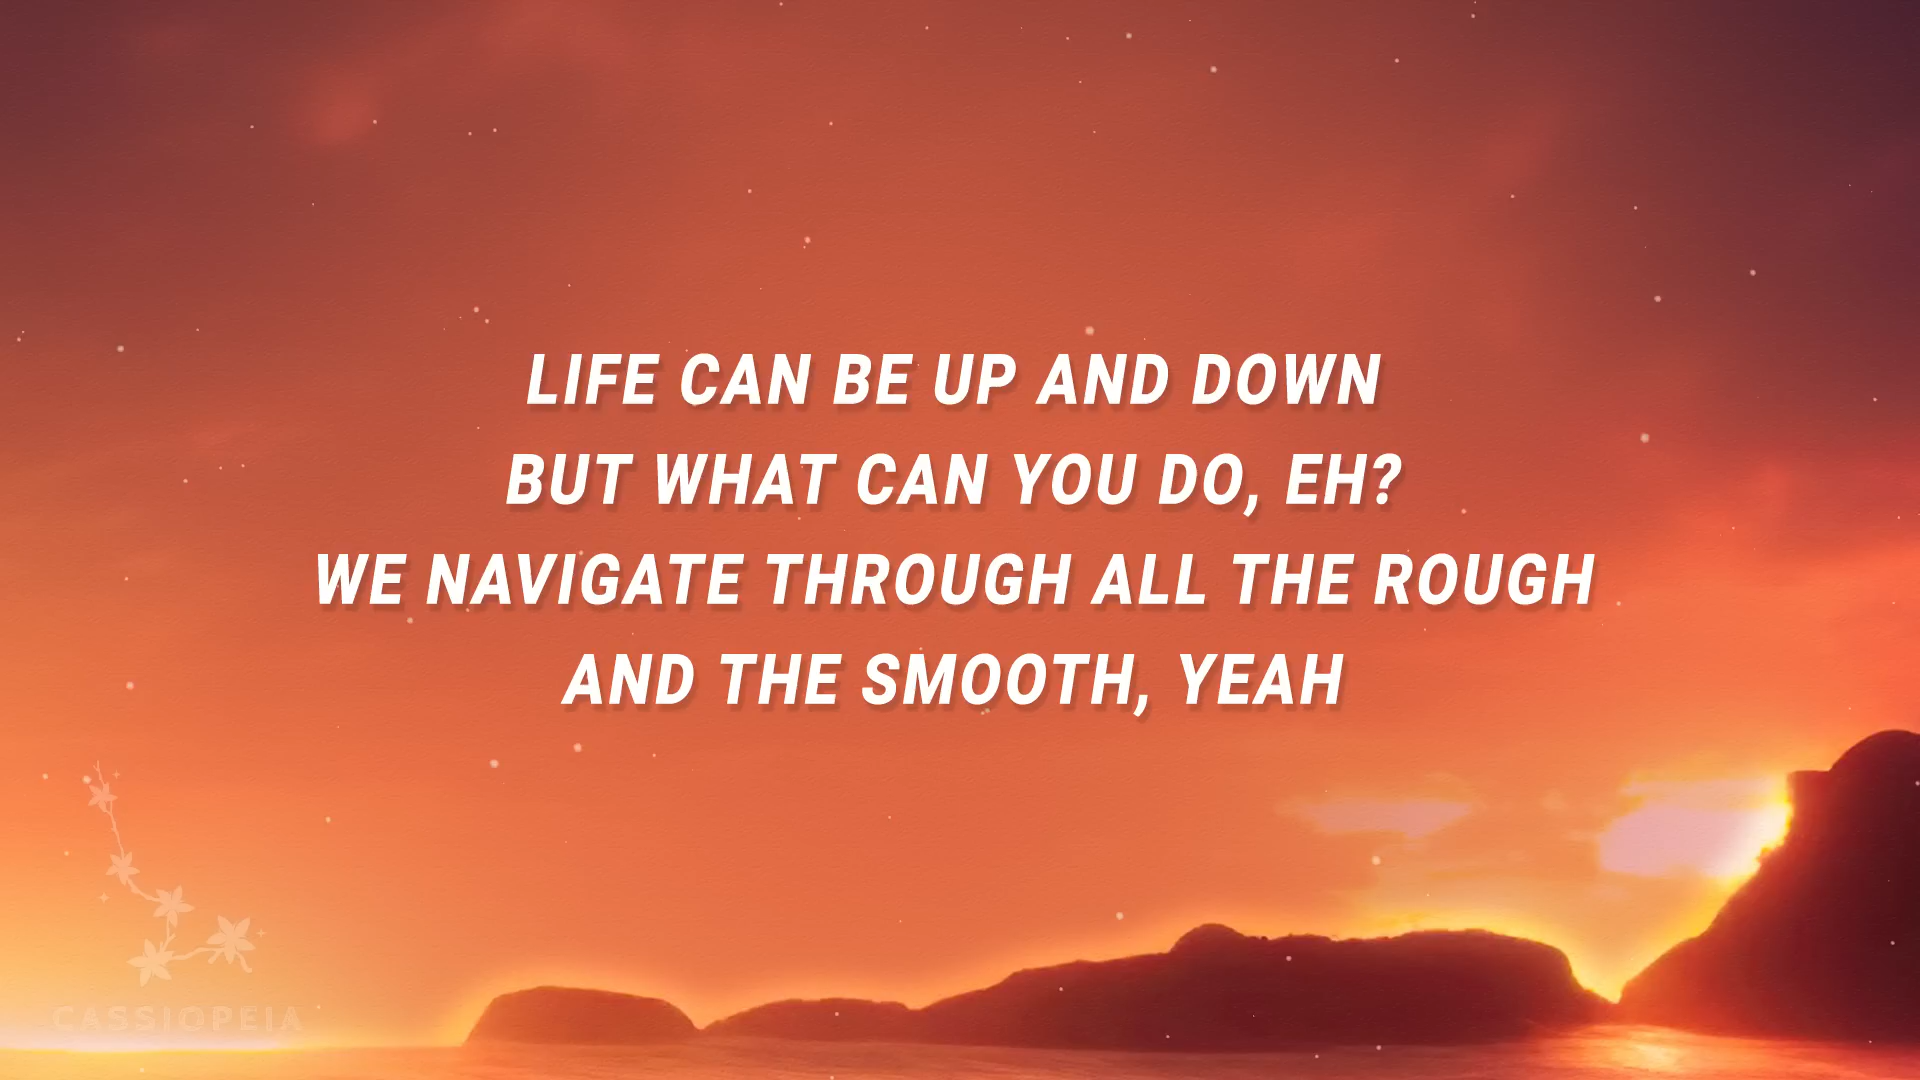 LIFE CAN BE UP AND DOWN
BUT WHAT CAN YOU DO, EH?
WE NAVIGATE THROUGH ALL THE ROUGH
AND THE SMOOTH, YEAH
CASSIOPEIA